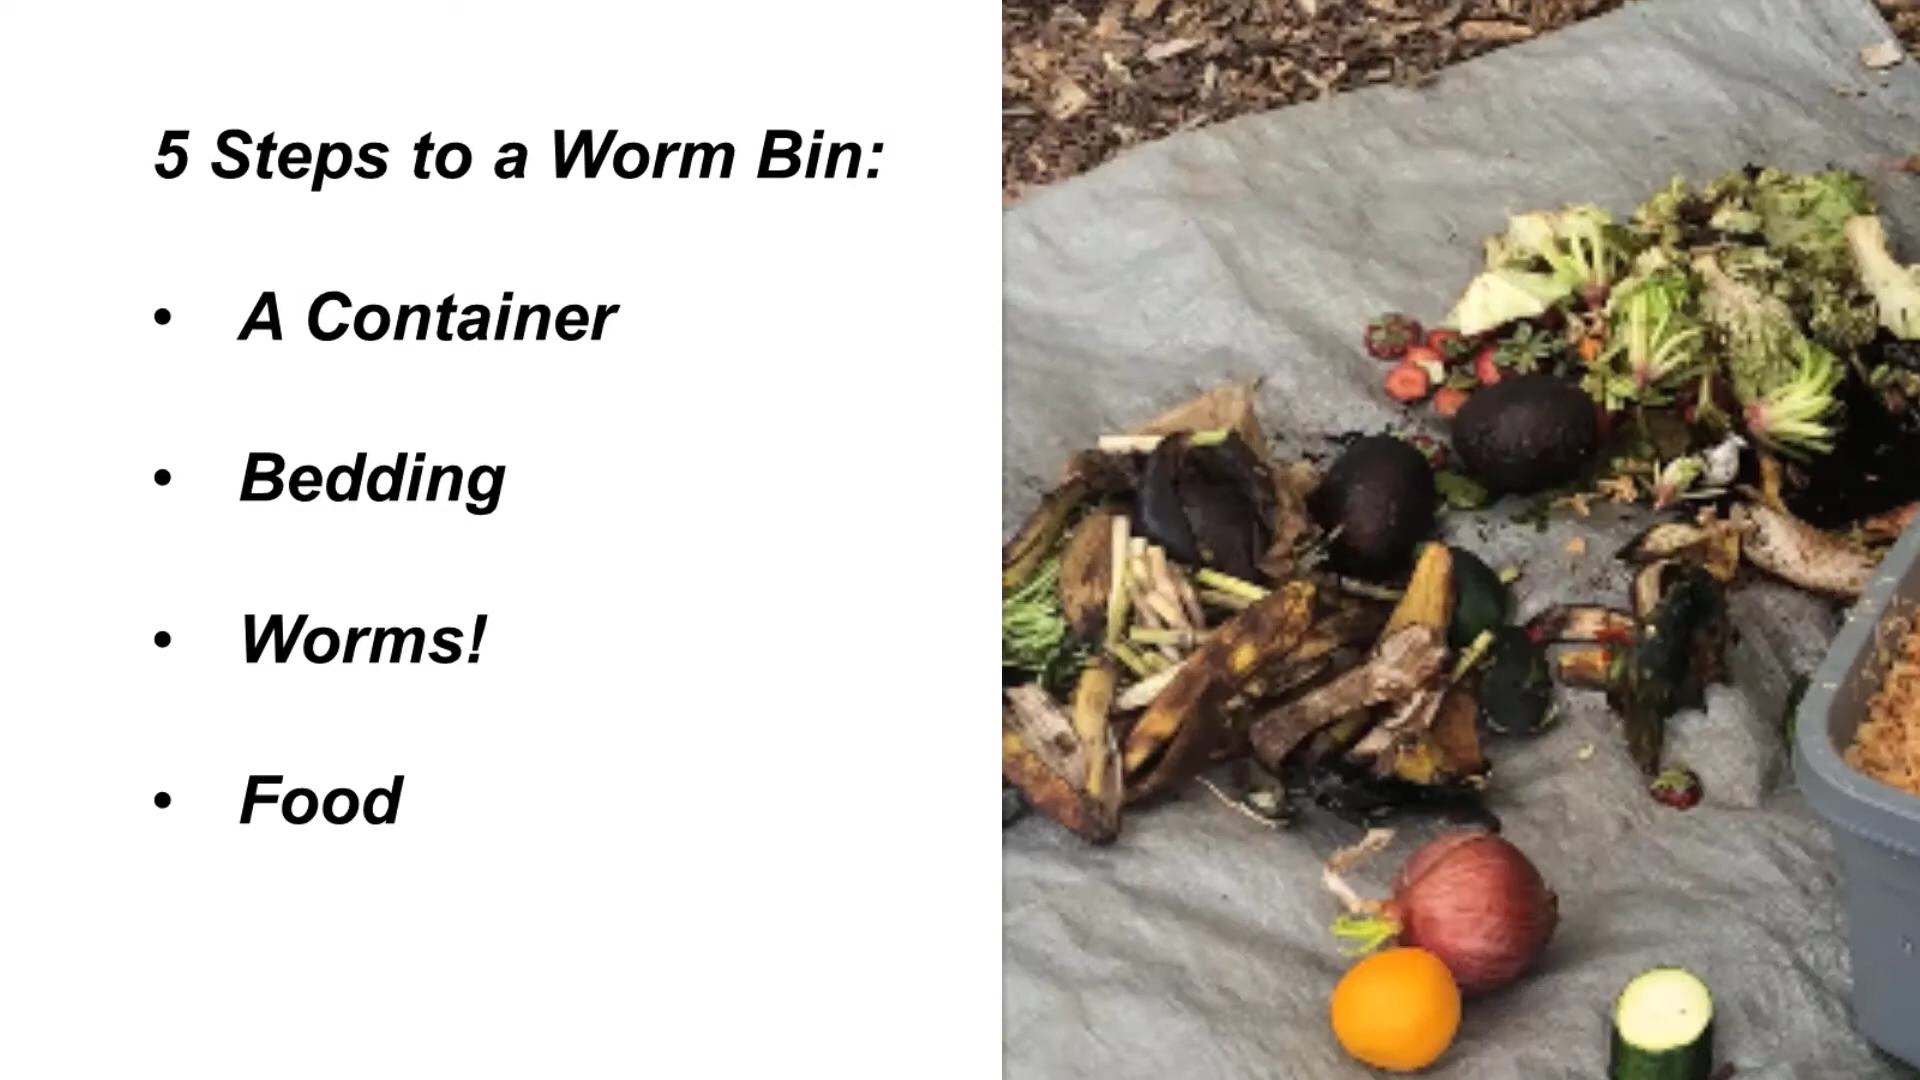 5 Steps to a Worm Bin:
• A Container
• Bedding
• Worms!
• Food